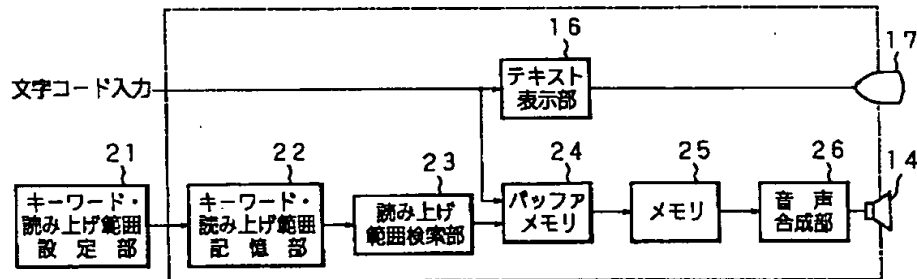 16
17
テキスト
表示部
文字コード入力
21
22
23
24
25
26
14
キーワード・
読み上げ範囲
設定部
キーワード・
読み上げ範囲
記憶部
読み上げ
範囲検索部
バッファ
メモリ
メモリ
音声
合成部